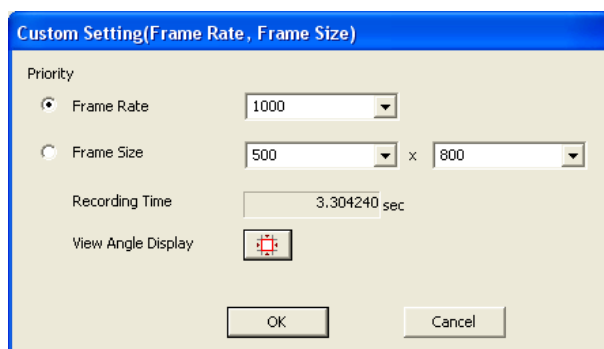 Custom Setting(Frame Rate, Frame Size)
Priority
Frame Rate 1000
Frame Size 500 x 800
Recording Time 3.304240 sec
View Angle Display
OK Cancel